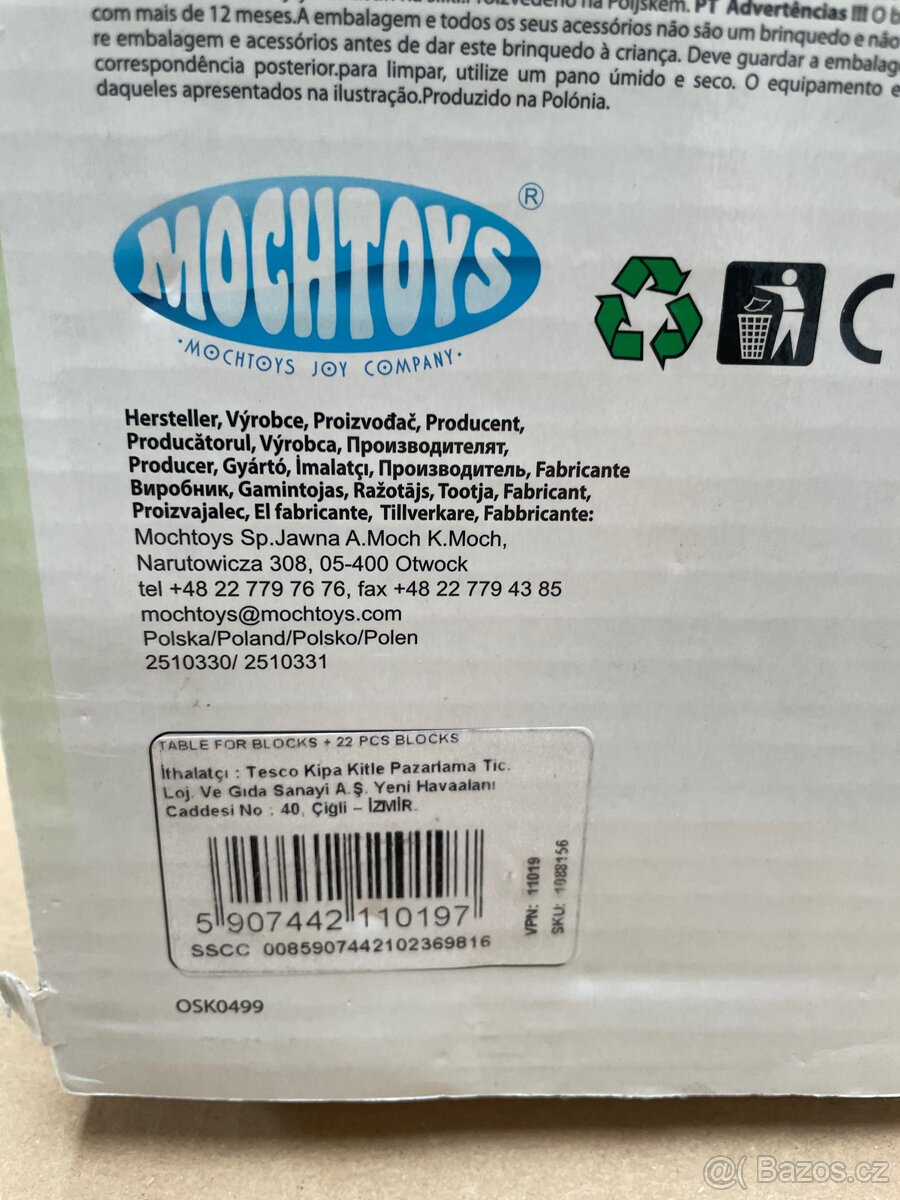 Proizvedeno na Poljskem. PT Advertências !!! O
com mais de 12 meses.A embalagem e todos os seus acessórios não são um brinquedo e não
re embalagem e acessórios antes de dar este brinquedo à criança. Deve guardar a embalag
correspondência posterior.para limpar, utilize um pano úmido e seco. O equipamento e
daqueles apresentados na ilustração.Produzido na Polónia.
MOCHTOYS ®
·MOCHTOYS JOY COMPANY·
Hersteller, Výrobce, Proizvođač, Producent,
Producătorul, Výrobca, Производителят,
Producer, Gyártó, İmalatçı, Производитель, Fabricante
Виробник, Gamintojas, Ražotājs, Tootja, Fabricant,
Proizvajalec, El fabricante, Tillverkare, Fabbricante:
Mochtoys Sp.Jawna A.Moch K.Moch,
Narutowicza 308, 05-400 Otwock
tel +48 22 779 76 76, fax +48 22 779 43 85
mochtoys@mochtoys.com
Polska/Poland/Polsko/Polen
2510330/ 2510331
TABLE FOR BLOCKS + 22 PCS BLOCKS
İthalatçı : Tesco Kipa Kitle Pazarlama Tic.
Loj. Ve Gıda Sanayi A.Ş. Yeni Havaalanı
Caddesi No : 40, Çiğli – İZMİR.
5 907442 110197
SSCC 00859074421023698​16
VPN: 11019
SKU: 1088156
OSK0499
@( Bazos.cz